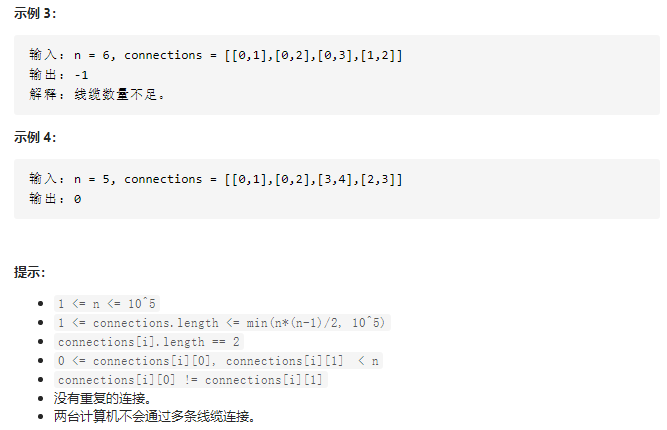 示例 3：
输入：n = 6, connections = [[0,1],[0,2],[0,3],[1,2]]
输出：-1
解释：线缆数量不足。
示例 4：
输入：n = 5, connections = [[0,1],[0,2],[3,4],[2,3]]
输出：0
提示：
1 <= n <= 10^5
1 <= connections.length <= min(n*(n-1)/2, 10^5)
connections[i].length == 2
0 <= connections[i][0], connections[i][1] < n
connections[i][0] != connections[i][1]
没有重复的连接。
两台计算机不会通过多条线缆连接。